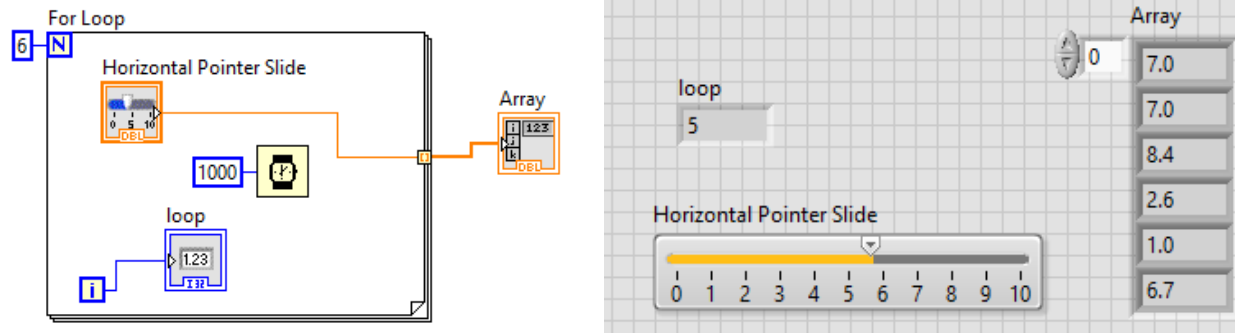 For Loop
6 N
Horizontal Pointer Slide
0 5 10
DBL
1000
Array
i 123
j
k
DBL
loop
1.23
I32
i
Array
0
7.0
loop
5
7.0
8.4
2.6
Horizontal Pointer Slide
1.0
0 1 2 3 4 5 6 7 8 9 10
6.7